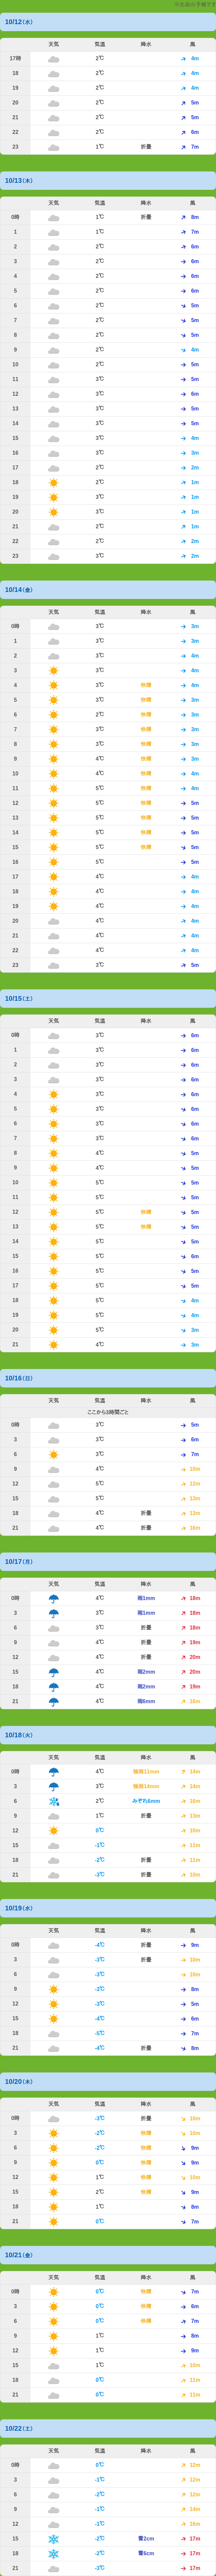 ※北岳の予報です
10/12（水）
天気 気温 降水 風
17時 2℃ 4m
18 2℃ 4m
19 2℃ 4m
20 2℃ 5m
21 2℃ 5m
22 2℃ 6m
23 1℃ 折畳 7m
10/13（木）
天気 気温 降水 風
0時 1℃ 折畳 8m
1 1℃ 7m
2 2℃ 6m
3 2℃ 6m
4 2℃ 6m
5 2℃ 6m
6 2℃ 5m
7 2℃ 5m
8 2℃ 5m
9 2℃ 4m
10 2℃ 5m
11 3℃ 5m
12 3℃ 6m
13 3℃ 5m
14 3℃ 5m
15 3℃ 4m
16 3℃ 3m
17 2℃ 2m
18 2℃ 1m
19 3℃ 1m
20 3℃ 1m
21 2℃ 1m
22 2℃ 2m
23 3℃ 2m
10/14（金）
天気 気温 降水 風
0時 3℃ 3m
1 3℃ 3m
2 3℃ 4m
3 3℃ 4m
4 3℃ 快晴 4m
5 3℃ 快晴 3m
6 2℃ 快晴 3m
7 3℃ 快晴 3m
8 3℃ 快晴 3m
9 4℃ 快晴 3m
10 4℃ 快晴 4m
11 5℃ 快晴 4m
12 5℃ 快晴 5m
13 5℃ 快晴 5m
14 5℃ 快晴 5m
15 5℃ 快晴 5m
16 5℃ 5m
17 4℃ 4m
18 4℃ 4m
19 4℃ 4m
20 4℃ 4m
21 4℃ 4m
22 4℃ 4m
23 3℃ 5m
10/15（土）
天気 気温 降水 風
0時 3℃ 6m
1 3℃ 6m
2 3℃ 6m
3 3℃ 6m
4 3℃ 6m
5 3℃ 6m
6 3℃ 6m
7 3℃ 6m
8 4℃ 5m
9 4℃ 5m
10 5℃ 5m
11 5℃ 5m
12 5℃ 快晴 5m
13 5℃ 快晴 5m
14 5℃ 5m
15 5℃ 6m
16 5℃ 5m
17 5℃ 5m
18 5℃ 4m
19 5℃ 4m
20 5℃ 3m
21 4℃ 3m
10/16（日）
天気 気温 降水 風
ここから3時間ごと
0時 3℃ 5m
3 3℃ 6m
6 3℃ 7m
9 4℃ 10m
12 5℃ 12m
15 5℃ 13m
18 4℃ 折畳 13m
21 4℃ 折畳 16m
10/17（月）
天気 気温 降水 風
0時 4℃ 雨1mm 18m
3 3℃ 雨1mm 18m
6 3℃ 折畳 18m
9 4℃ 折畳 19m
12 4℃ 折畳 20m
15 4℃ 雨2mm 20m
18 4℃ 雨2mm 19m
21 4℃ 雨6mm 16m
10/18（火）
天気 気温 降水 風
0時 4℃ 強雨11mm 14m
3 3℃ 強雨14mm 14m
6 2℃ みぞれ6mm 16m
9 1℃ 折畳 13m
12 0℃ 10m
15 -1℃ 11m
18 -2℃ 折畳 11m
21 -3℃ 折畳 10m
10/19（水）
天気 気温 降水 風
0時 -4℃ 折畳 9m
3 -3℃ 折畳 10m
6 -3℃ 10m
9 -2℃ 8m
12 -3℃ 5m
15 -4℃ 6m
18 -5℃ 7m
21 -4℃ 折畳 8m
10/20（木）
天気 気温 降水 風
0時 -3℃ 折畳 10m
3 -2℃ 快晴 10m
6 -2℃ 快晴 9m
9 0℃ 快晴 9m
12 1℃ 快晴 10m
15 2℃ 快晴 9m
18 1℃ 8m
21 0℃ 7m
10/21（金）
天気 気温 降水 風
0時 0℃ 快晴 7m
3 0℃ 快晴 6m
6 0℃ 快晴 7m
9 1℃ 8m
12 1℃ 9m
15 1℃ 10m
18 0℃ 11m
21 0℃ 11m
10/22（土）
天気 気温 降水 風
0時 0℃ 12m
3 -1℃ 12m
6 -2℃ 12m
9 -1℃ 14m
12 -1℃ 16m
15 -2℃ 雪2cm 17m
18 -2℃ 雪5cm 17m
21 -3℃ 17m